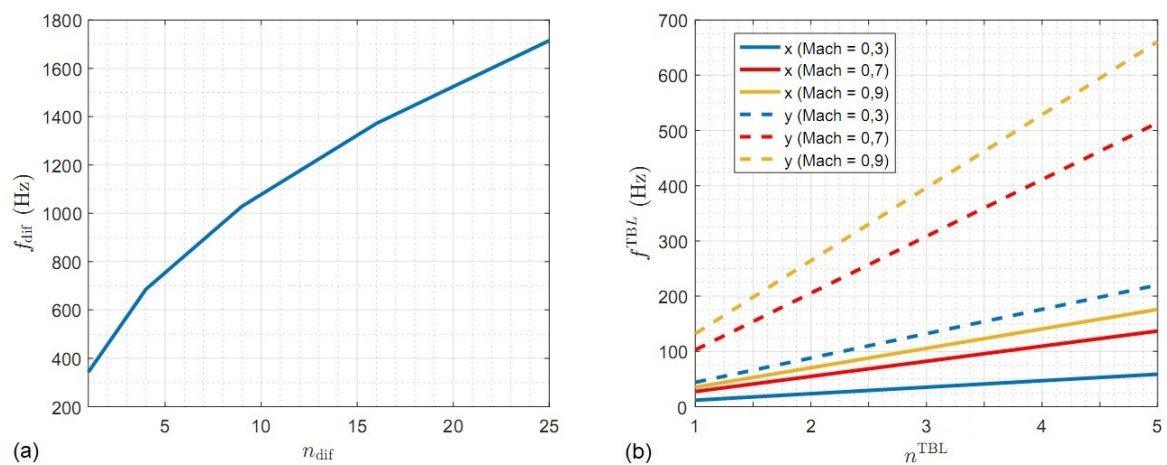 1800
1600
1400
1200
1000
800
600
400
200
f_dif (Hz)
5 10 15 20 25
n_dif
(a)
700
600
500
400
300
200
100
0
f^TBL (Hz)
x (Mach = 0,3)
x (Mach = 0,7)
x (Mach = 0,9)
y (Mach = 0,3)
y (Mach = 0,7)
y (Mach = 0,9)
1 2 3 4 5
n^TBL
(b)